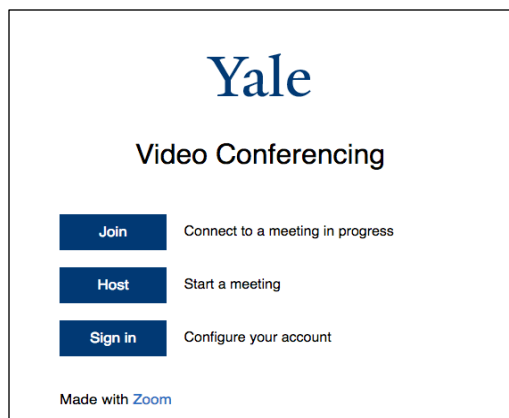 Yale
Video Conferencing
Join Connect to a meeting in progress
Host Start a meeting
Sign in Configure your account
Made with Zoom